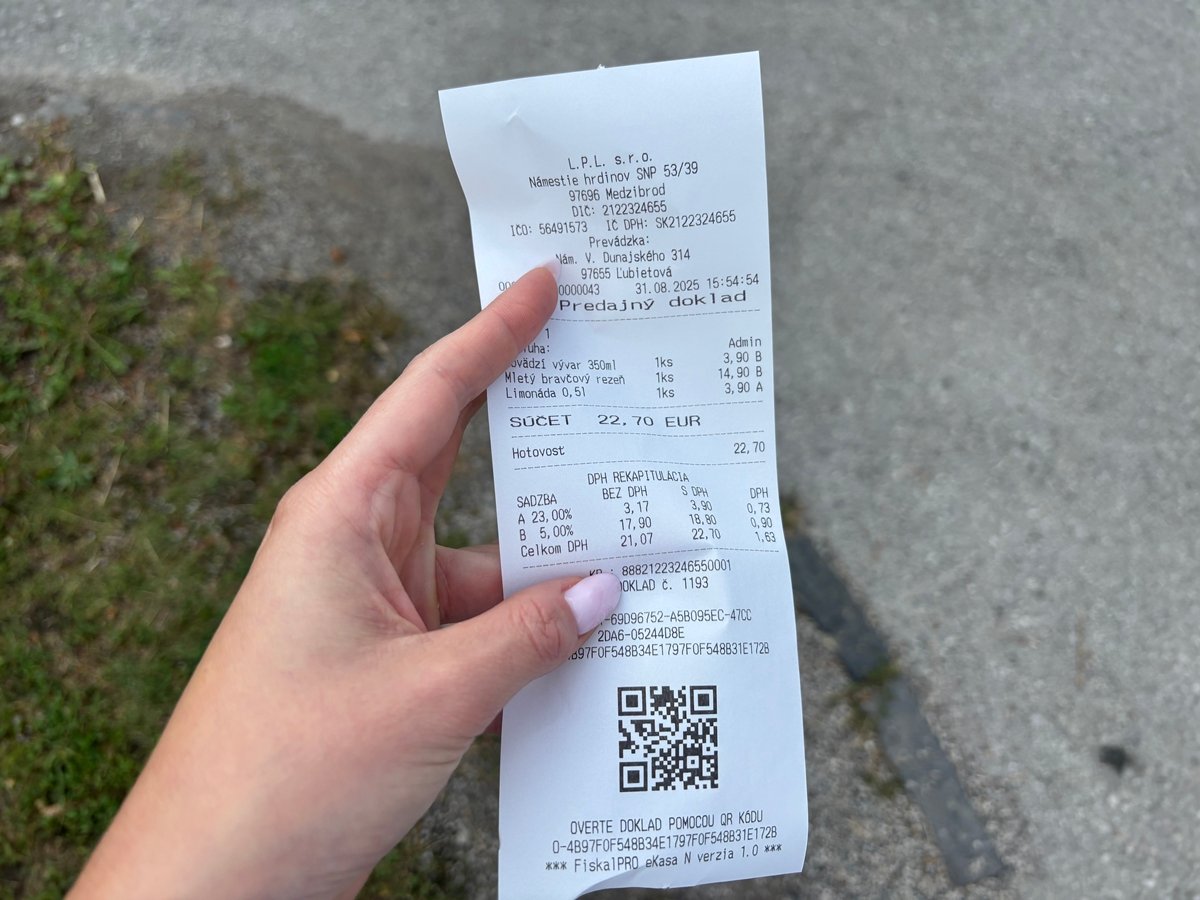 L.P.L. s.r.o.
Námestie hrdinov SNP 53/39
97696 Medzibrod
DIČ: 2122324655
IČO: 56491573 IČ DPH: SK2122324655
Prevádzka:
Nám. V. Dunajského 314
97655 Ľubietová
0000043 31.08.2025 15:54:54
Predajný doklad
1
Admin
vývar 350ml 1ks 3,90 B
Mletý bravčový rezeň 1ks 14,90 B
Limonáda 0,5l 1ks 3,90 A
SÚČET 22,70 EUR
Hotovosť 22,70
DPH REKAPITULÁCIA
SADZBA BEZ DPH S DPH DPH
A 23,00% 3,17 3,90 0,73
B 5,00% 17,90 18,80 0,90
Celkom DPH 21,07 22,70 1,63
88821223246550001
DOKLAD č. 1193
-69D96752-A5B095EC-47CC
2DA6-05244D8E
4B97F0F548B34E1797F0F548B31E172B
OVERTE DOKLAD POMOCOU QR KÓDU
O-4B97F0F548B34E1797F0F548B31E172B
*** FiskalPRO eKasa N verzia 1.0 ***